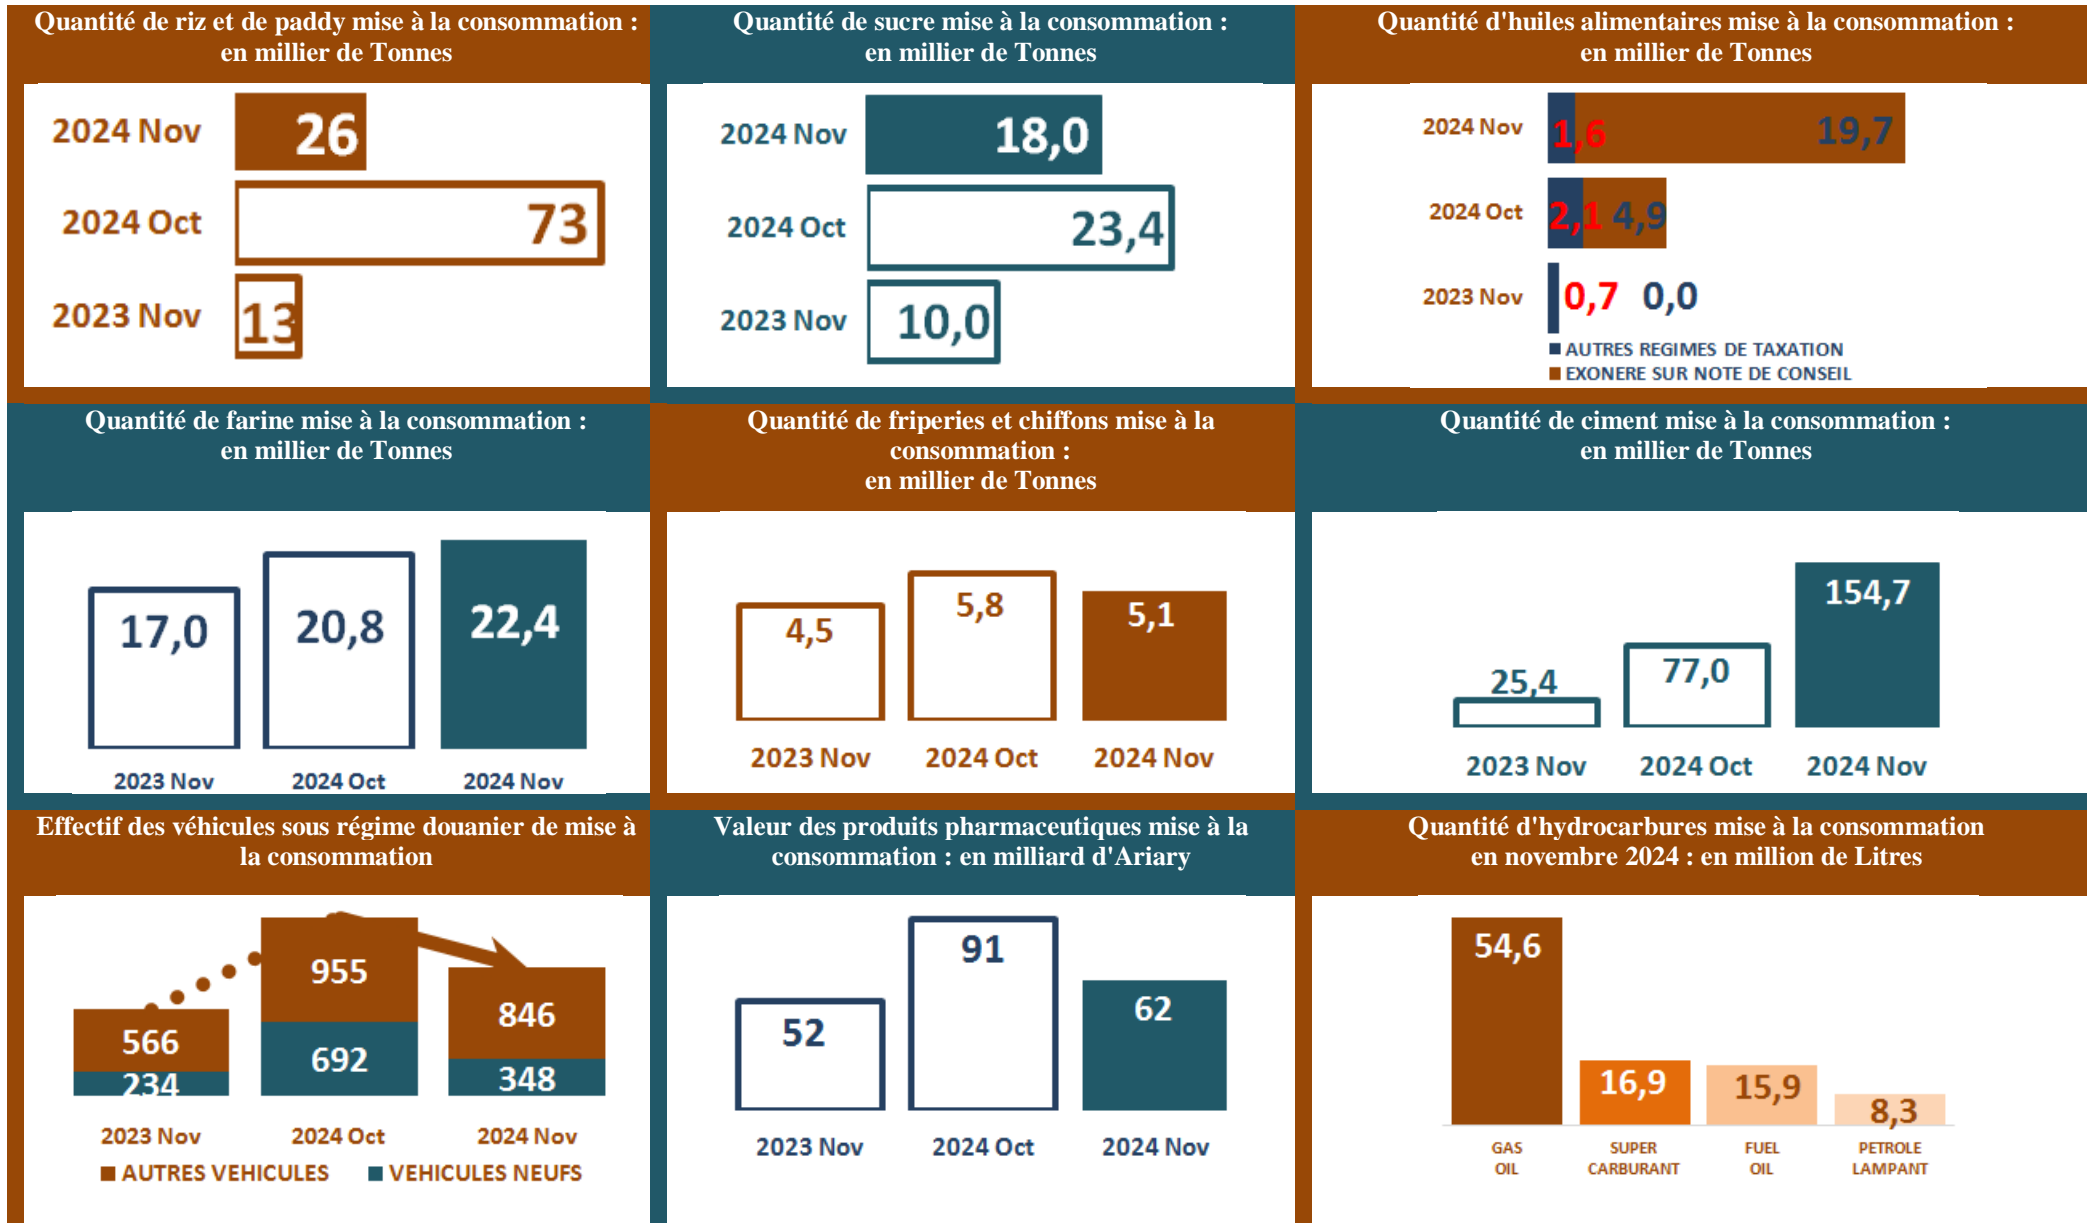 Quantité de riz et de paddy mise à la consommation :
en millier de Tonnes
2024 Nov
26
2024 Oct
73
2023 Nov
13
Quantité de sucre mise à la consommation :
en millier de Tonnes
2024 Nov
18,0
2024 Oct
23,4
2023 Nov
10,0
Quantité d'huiles alimentaires mise à la consommation :
en millier de Tonnes
2024 Nov
1,6
19,7
2024 Oct
2,1
4,9
2023 Nov
0,7
0,0
AUTRES REGIMES DE TAXATION
EXONERE SUR NOTE DE CONSEIL
Quantité de farine mise à la consommation :
en millier de Tonnes
17,0
20,8
22,4
2023 Nov
2024 Oct
2024 Nov
Quantité de friperies et chiffons mise à la
consommation :
en millier de Tonnes
4,5
5,8
5,1
2023 Nov
2024 Oct
2024 Nov
Quantité de ciment mise à la consommation :
en millier de Tonnes
25,4
77,0
154,7
2023 Nov
2024 Oct
2024 Nov
Effectif des véhicules sous régime douanier de mise à
la consommation
566
234
955
692
846
348
2023 Nov
2024 Oct
2024 Nov
AUTRES VEHICULES
VEHICULES NEUFS
Valeur des produits pharmaceutiques mise à la
consommation : en milliard d'Ariary
52
91
62
2023 Nov
2024 Oct
2024 Nov
Quantité d'hydrocarbures mise à la consommation
en novembre 2024 : en million de Litres
54,6
16,9
15,9
8,3
GAS
OIL
SUPER
CARBURANT
FUEL
OIL
PETROLE
LAMPANT